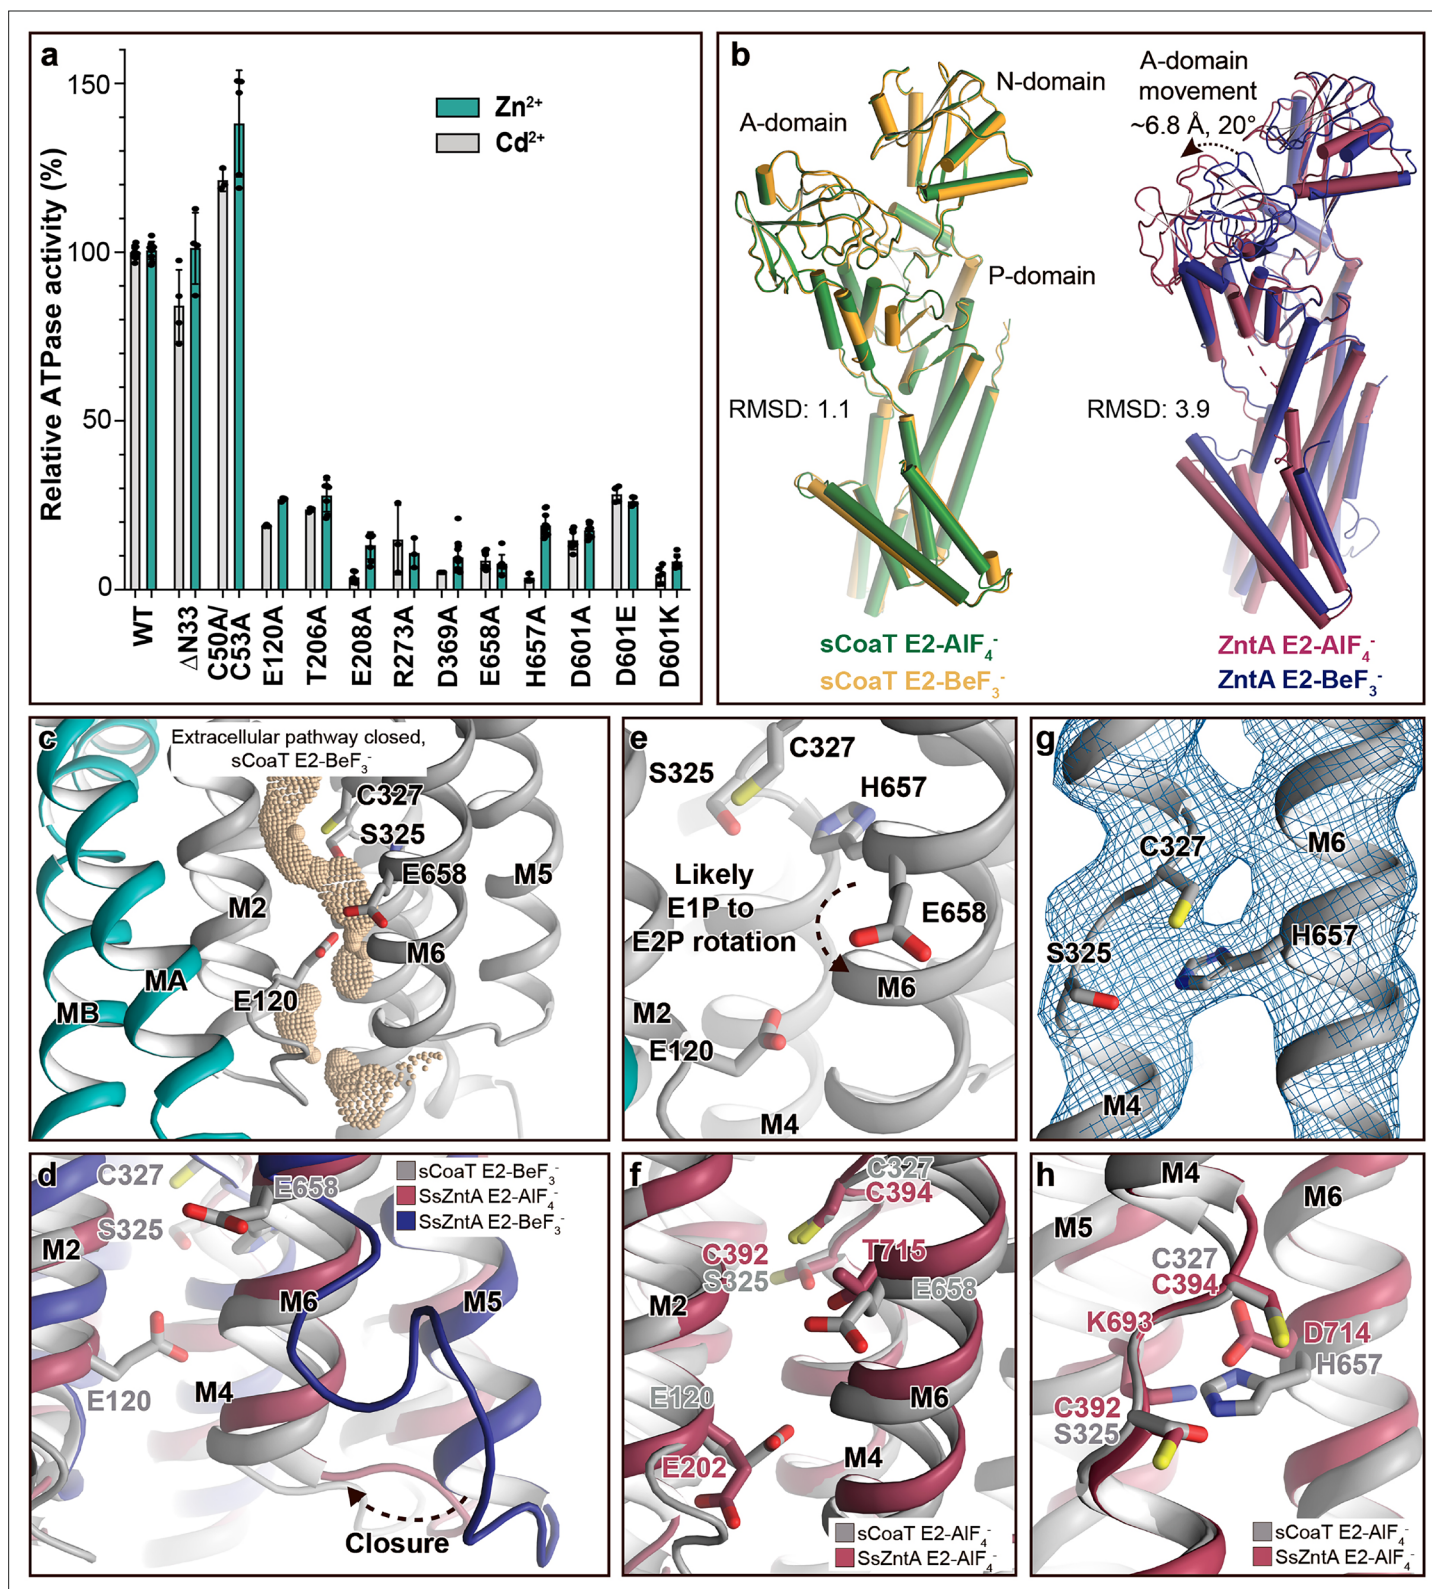 a
Relative ATPase activity (%)
150
100
50
0
Zn²⁺
Cd²⁺
WT
ΔN33
C50A/
C53A
E120A
T206A
E208A
R273A
D369A
E658A
H657A
D601A
D601E
D601K
b
A-domain
N-domain
P-domain
RMSD: 1.1
sCoaT E2-AlF₄⁻
sCoaT E2-BeF₃⁻
A-domain
movement
~6.8 Å, 20°
RMSD: 3.9
ZntA E2-AlF₄⁻
ZntA E2-BeF₃⁻
c
Extracellular pathway closed,
sCoaT E2-BeF₃⁻
C327
S325
E658
M5
M2
M6
MA
E120
MB
e
C327
S325
H657
Likely
E1P to
E2P rotation
E658
M6
M2
E120
M4
g
C327
M6
H657
S325
M4
d
sCoaT E2-BeF₃⁻
SsZntA E2-AlF₄⁻
SsZntA E2-BeF₃⁻
C327
E658
S325
M2
M6
M5
E120
M4
Closure
f
C327
C394
C392
S325
T715
E658
M2
E120
M6
E202
M4
sCoaT E2-AlF₄⁻
SsZntA E2-AlF₄⁻
h
M4
M6
M5
C327
C394
K693
D714
H657
C392
S325
sCoaT E2-AlF₄⁻
SsZntA E2-AlF₄⁻